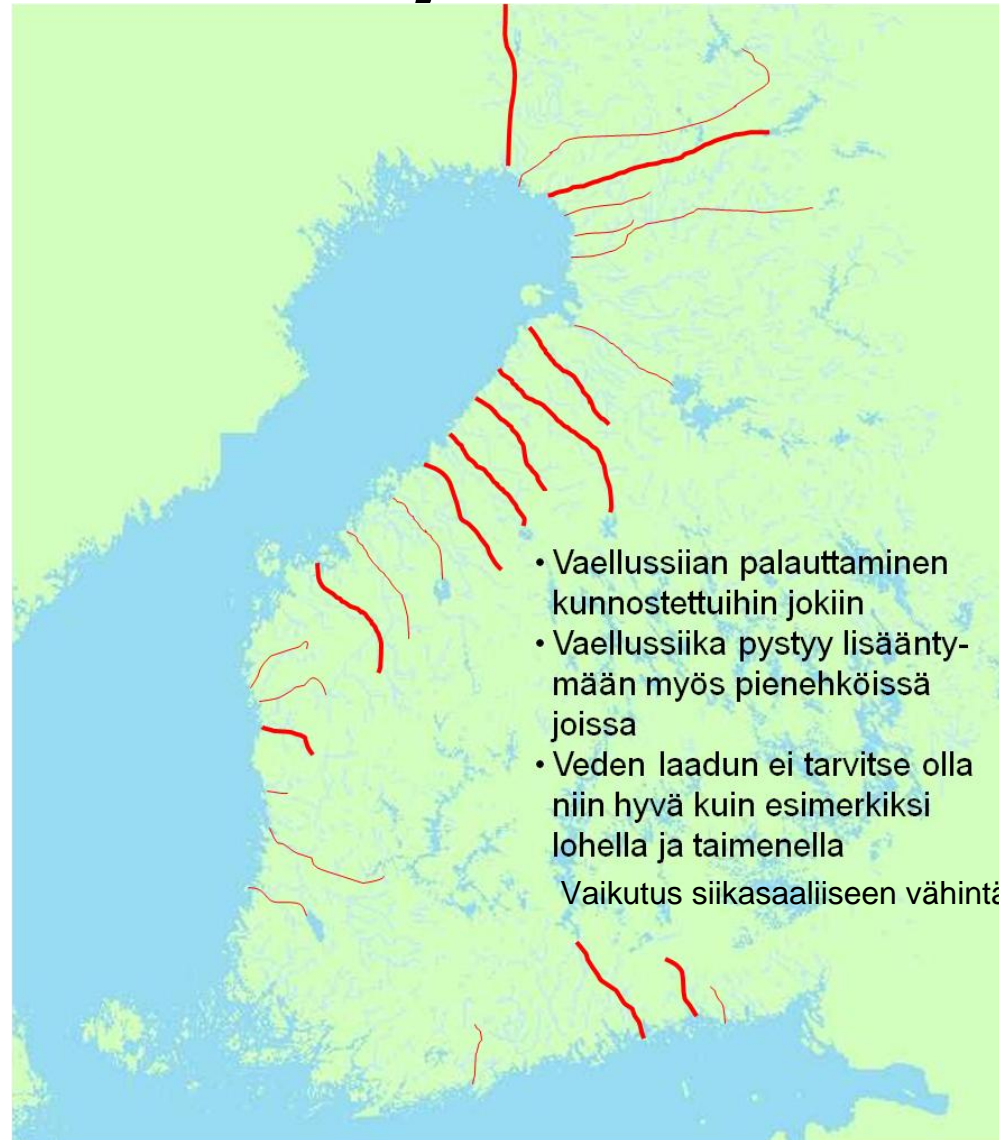 • Vaellussiian palauttaminen
kunnostettuihin jokiin
• Vaellussiika pystyy lisäänty-
mään myös pienehköissä
joissa
• Veden laadun ei tarvitse olla
niin hyvä kuin esimerkiksi
lohella ja taimenella
Vaikutus siikasaaliiseen vähintä